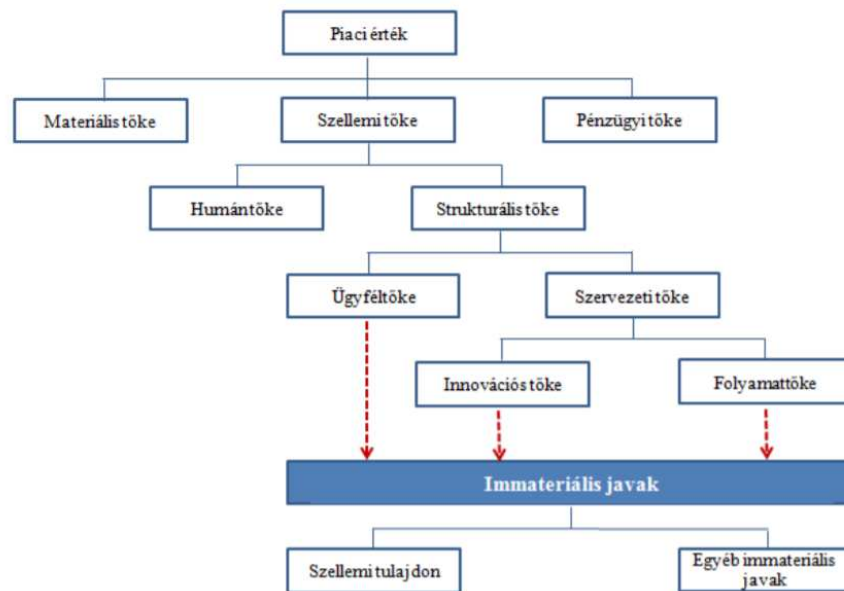 Piaci érték
Materiális tőke
Szellemi tőke
Pénzügyi tőke
Humántőke
Strukturális tőke
Ügyféltőke
Szervezeti tőke
Innovációs tőke
Folyamattőke
Immateriális javak
Szellemi tulajdon
Egyéb immateriális
javak